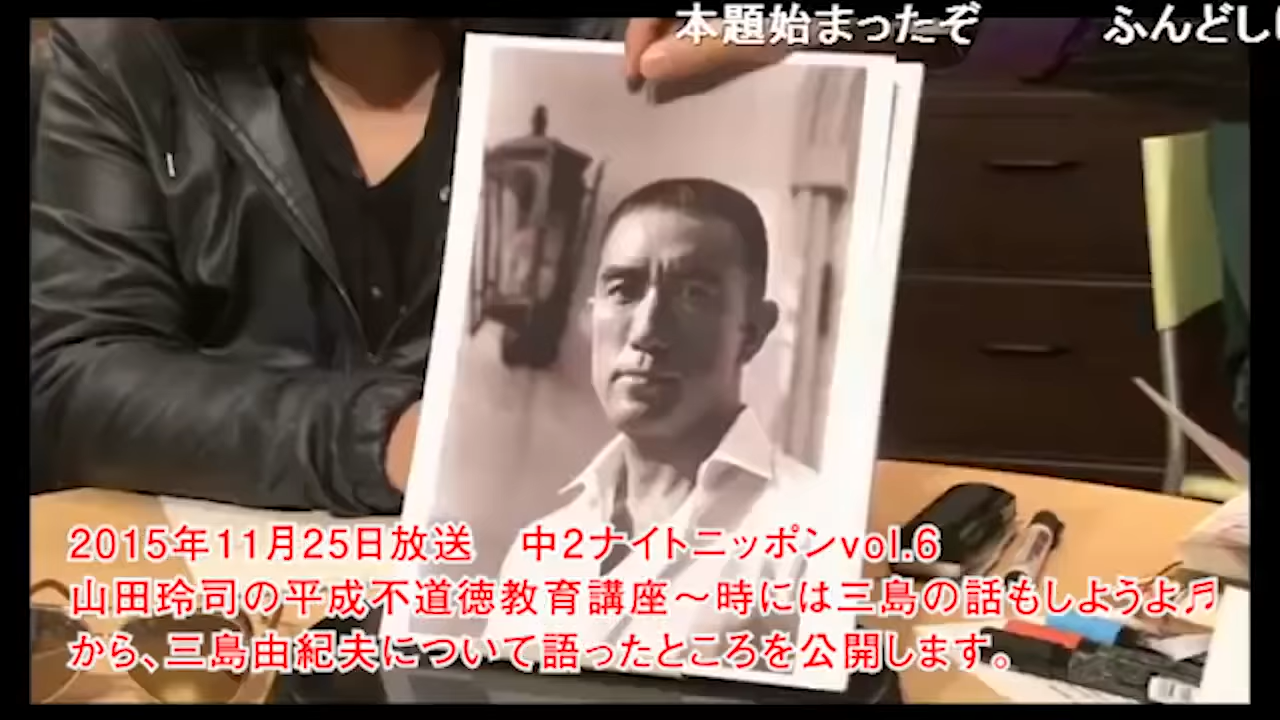 本題始まったぞ ふんどし
2015年11月25日放送　中2ナイトニッポンvol.6
山田玲司の平成不道徳教育講座～時には三島の話もしようよ♬
から、三島由紀夫について語ったところを公開します。